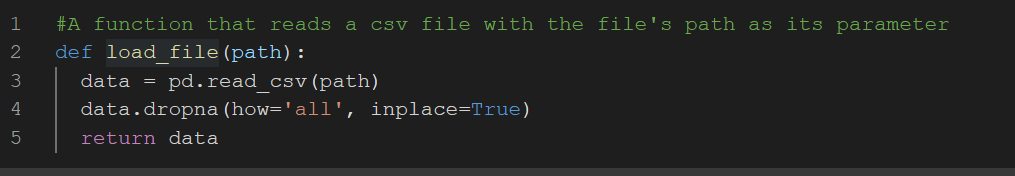 1 #A function that reads a csv file with the file's path as its parameter
2 def load_file(path):
3 data = pd.read_csv(path)
4 data.dropna(how='all', inplace=True)
5 return data